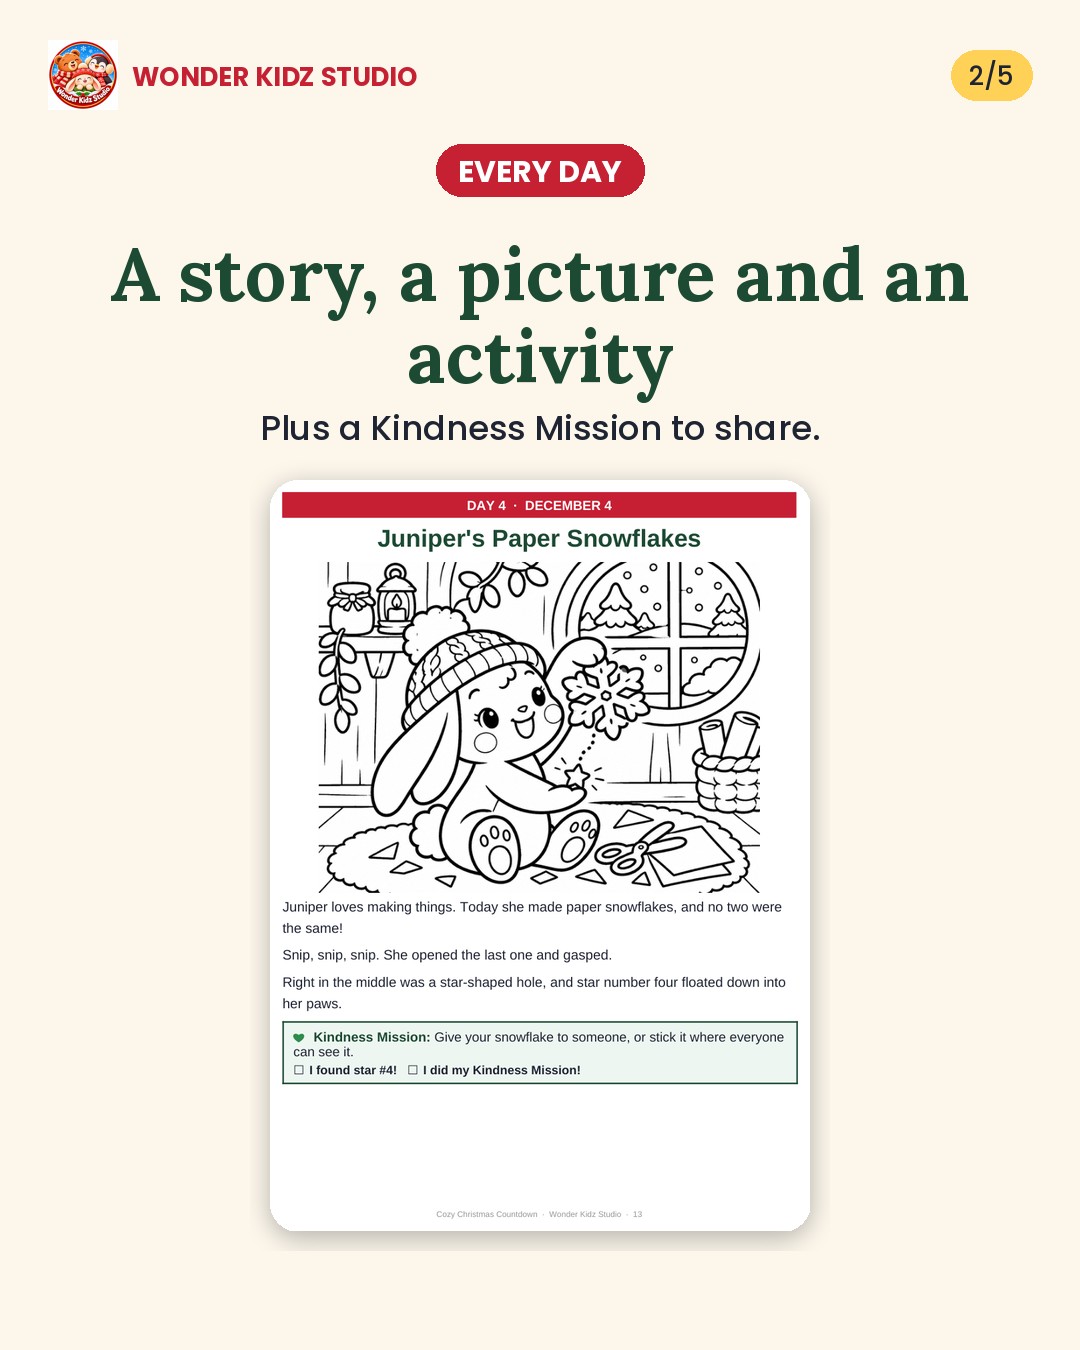 Wonder Kidz Studio
WONDER KIDZ STUDIO
2/5
EVERY DAY
A story, a picture and an
activity
Plus a Kindness Mission to share.
DAY 4 · DECEMBER 4
Juniper's Paper Snowflakes
Juniper loves making things. Today she made paper snowflakes, and no two were
the same!
Snip, snip, snip. She opened the last one and gasped.
Right in the middle was a star-shaped hole, and star number four floated down into
her paws.
Kindness Mission: Give your snowflake to someone, or stick it where everyone
can see it.
☐ I found star #4! ☐ I did my Kindness Mission!
Cozy Christmas Countdown · Wonder Kidz Studio · 13